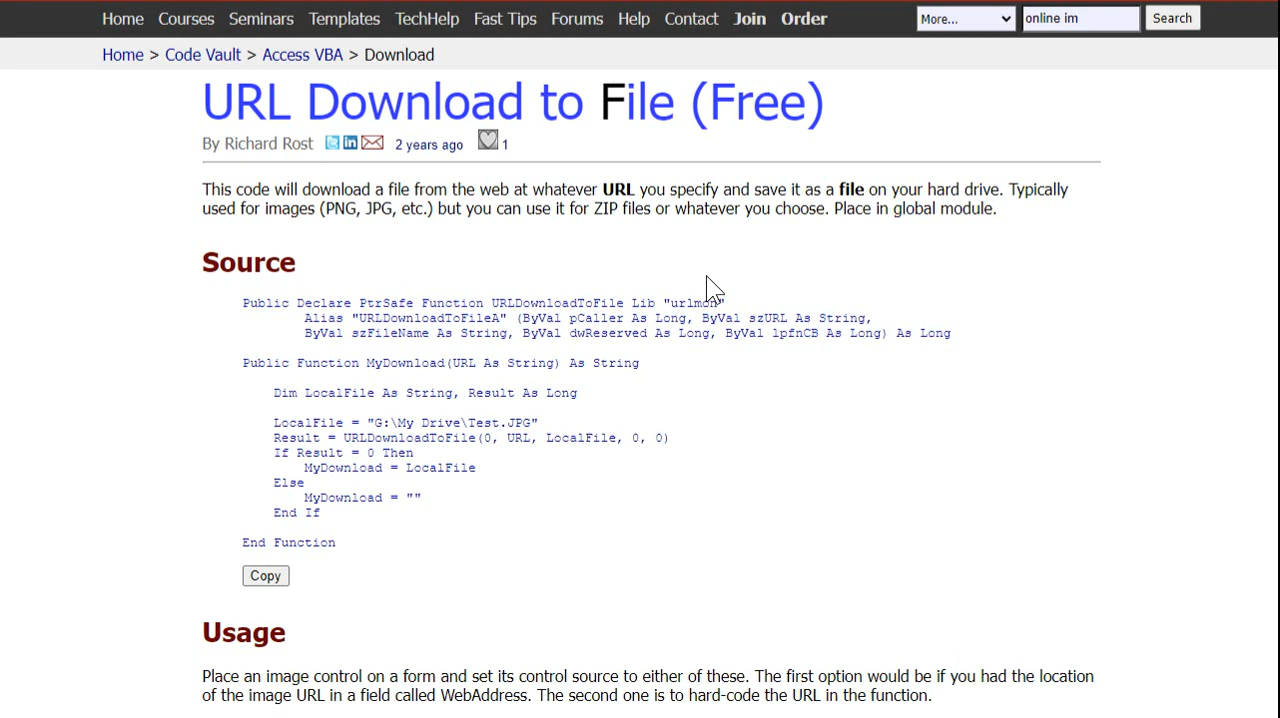 Home Courses Seminars Templates TechHelp Fast Tips Forums Help Contact Join Order More... online im Search
Home > Code Vault > Access VBA > Download
URL Download to File (Free)
By Richard Rost 2 years ago 1
This code will download a file from the web at whatever URL you specify and save it as a file on your hard drive. Typically
used for images (PNG, JPG, etc.) but you can use it for ZIP files or whatever you choose. Place in global module.
Source
Public Declare PtrSafe Function URLDownloadToFile Lib "urlmon"
Alias "URLDownloadToFileA" (ByVal pCaller As Long, ByVal szURL As String,
ByVal szFileName As String, ByVal dwReserved As Long, ByVal lpfnCB As Long) As Long
Public Function MyDownload(URL As String) As String
Dim LocalFile As String, Result As Long
LocalFile = "G:\My Drive\Test.JPG"
Result = URLDownloadToFile(0, URL, LocalFile, 0, 0)
If Result = 0 Then
MyDownload = LocalFile
Else
MyDownload = ""
End If
End Function
Copy
Usage
Place an image control on a form and set its control source to either of these. The first option would be if you had the location
of the image URL in a field called WebAddress. The second one is to hard-code the URL in the function.